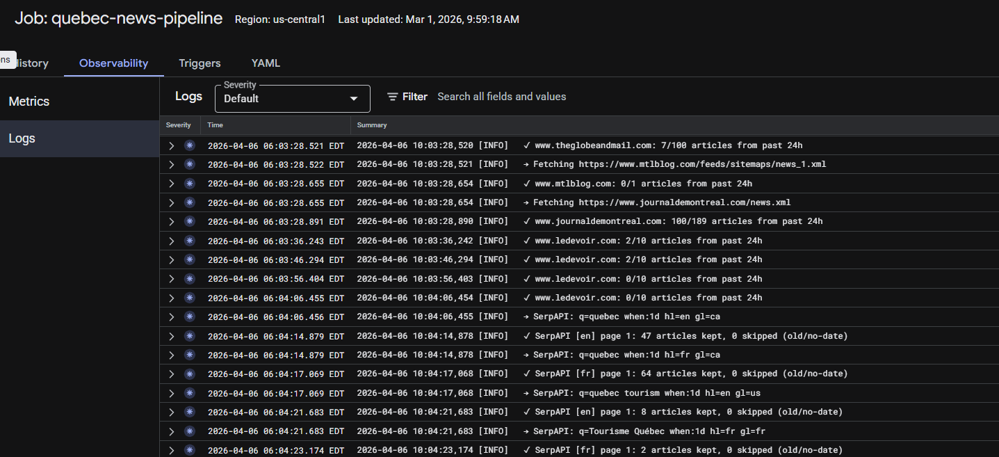 Job: quebec-news-pipeline Region: us-central1 Last updated: Mar 1, 2026, 9:59:18 AM
ns istory Observability Triggers YAML
Metrics
Logs
Logs Severity Default Filter Search all fields and values
Severity Time Summary
2026-04-06 06:03:28.521 EDT 2026-04-06 10:03:28,520 [INFO] ✓ www.theglobeandmail.com: 7/100 articles from past 24h
2026-04-06 06:03:28.522 EDT 2026-04-06 10:03:28,521 [INFO] → Fetching https://www.mtlblog.com/feeds/sitemaps/news_1.xml
2026-04-06 06:03:28.655 EDT 2026-04-06 10:03:28,654 [INFO] ✓ www.mtlblog.com: 0/1 articles from past 24h
2026-04-06 06:03:28.655 EDT 2026-04-06 10:03:28,654 [INFO] → Fetching https://www.journaldemontreal.com/news.xml
2026-04-06 06:03:28.891 EDT 2026-04-06 10:03:28,890 [INFO] ✓ www.journaldemontreal.com: 100/189 articles from past 24h
2026-04-06 06:03:36.243 EDT 2026-04-06 10:03:36,242 [INFO] ✓ www.ledevoir.com: 2/10 articles from past 24h
2026-04-06 06:03:46.294 EDT 2026-04-06 10:03:46,294 [INFO] ✓ www.ledevoir.com: 2/10 articles from past 24h
2026-04-06 06:03:56.404 EDT 2026-04-06 10:03:56,403 [INFO] ✓ www.ledevoir.com: 0/10 articles from past 24h
2026-04-06 06:04:06.455 EDT 2026-04-06 10:04:06,454 [INFO] ✓ www.ledevoir.com: 0/10 articles from past 24h
2026-04-06 06:04:06.456 EDT 2026-04-06 10:04:06,455 [INFO] → SerpAPI: q=quebec when:1d hl=en gl=ca
2026-04-06 06:04:14.879 EDT 2026-04-06 10:04:14,878 [INFO] ✓ SerpAPI [en] page 1: 47 articles kept, 0 skipped (old/no-date)
2026-04-06 06:04:14.879 EDT 2026-04-06 10:04:14,878 [INFO] → SerpAPI: q=quebec when:1d hl=fr gl=ca
2026-04-06 06:04:17.069 EDT 2026-04-06 10:04:17,068 [INFO] ✓ SerpAPI [fr] page 1: 64 articles kept, 0 skipped (old/no-date)
2026-04-06 06:04:17.069 EDT 2026-04-06 10:04:17,068 [INFO] → SerpAPI: q=quebec tourism when:1d hl=en gl=us
2026-04-06 06:04:21.683 EDT 2026-04-06 10:04:21,683 [INFO] ✓ SerpAPI [en] page 1: 8 articles kept, 0 skipped (old/no-date)
2026-04-06 06:04:21.683 EDT 2026-04-06 10:04:21,683 [INFO] → SerpAPI: q=Tourisme Québec when:1d hl=fr gl=fr
2026-04-06 06:04:23.174 EDT 2026-04-06 10:04:23,174 [INFO] ✓ SerpAPI [fr] page 1: 2 articles kept, 0 skipped (old/no-date)